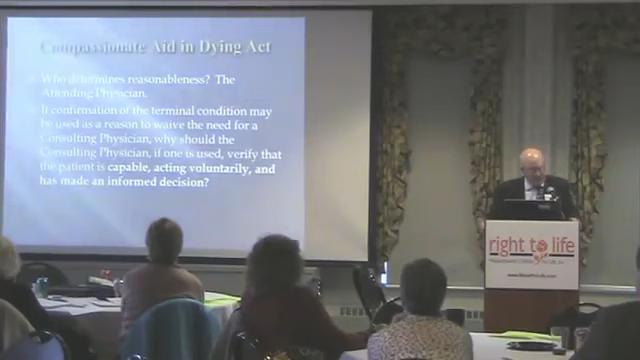 Compassionate Aid in Dying Act
Who determines reasonableness? The
Attending Physician.
If confirmation of the terminal condition may
be used as a reason to waive the need for a
Consulting Physician, why should the
Consulting Physician, if one is used, verify that
the patient is capable, acting voluntarily, and
has made an informed decision?
right to life